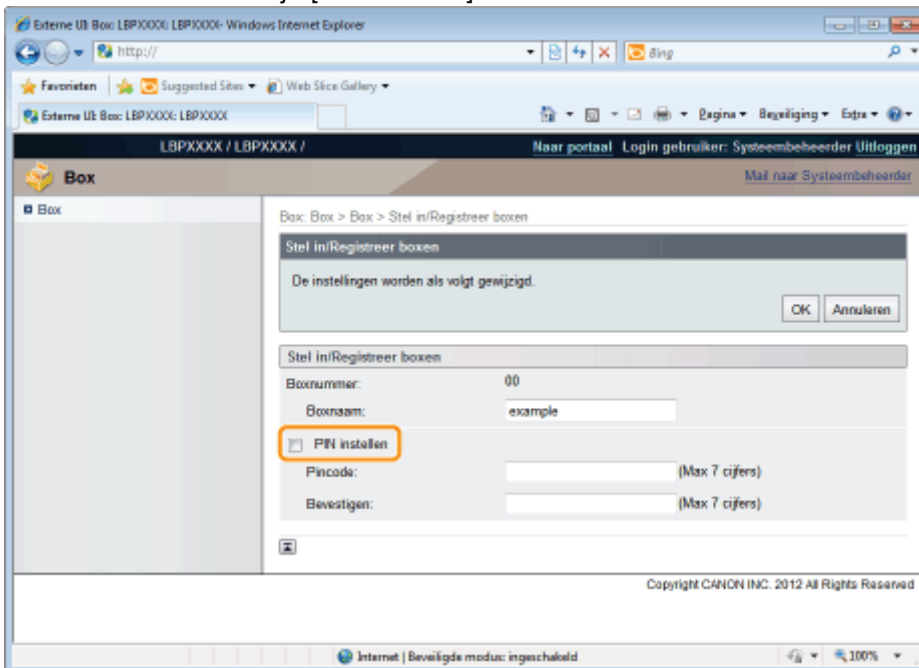 Externe UI: Box: LBPXXXX: LBPXXXX - Windows Internet Explorer
http://
Bing
Favorieten Suggested Sites Web Slice Gallery
Externe UI: Box: LBPXXXX: LBPXXXX
Pagina Beveiliging Extra
LBPXXXX / LBPXXXX /
Naar portaal Login gebruiker: Systeembeheerder Uitloggen
Box
Mail naar Systeembeheerder
Box
Box: Box > Box > Stel in/Registreer boxen
Stel in/Registreer boxen
De instellingen worden als volgt gewijzigd.
OK Annuleren
Stel in/Registreer boxen
Boxnummer: 00
Boxnaam: example
PIN instellen
Pincode: (Max 7 cijfers)
Bevestigen: (Max 7 cijfers)
Copyright CANON INC. 2012 All Rights Reserved
Internet | Beveiligde modus: ingeschakeld 100%